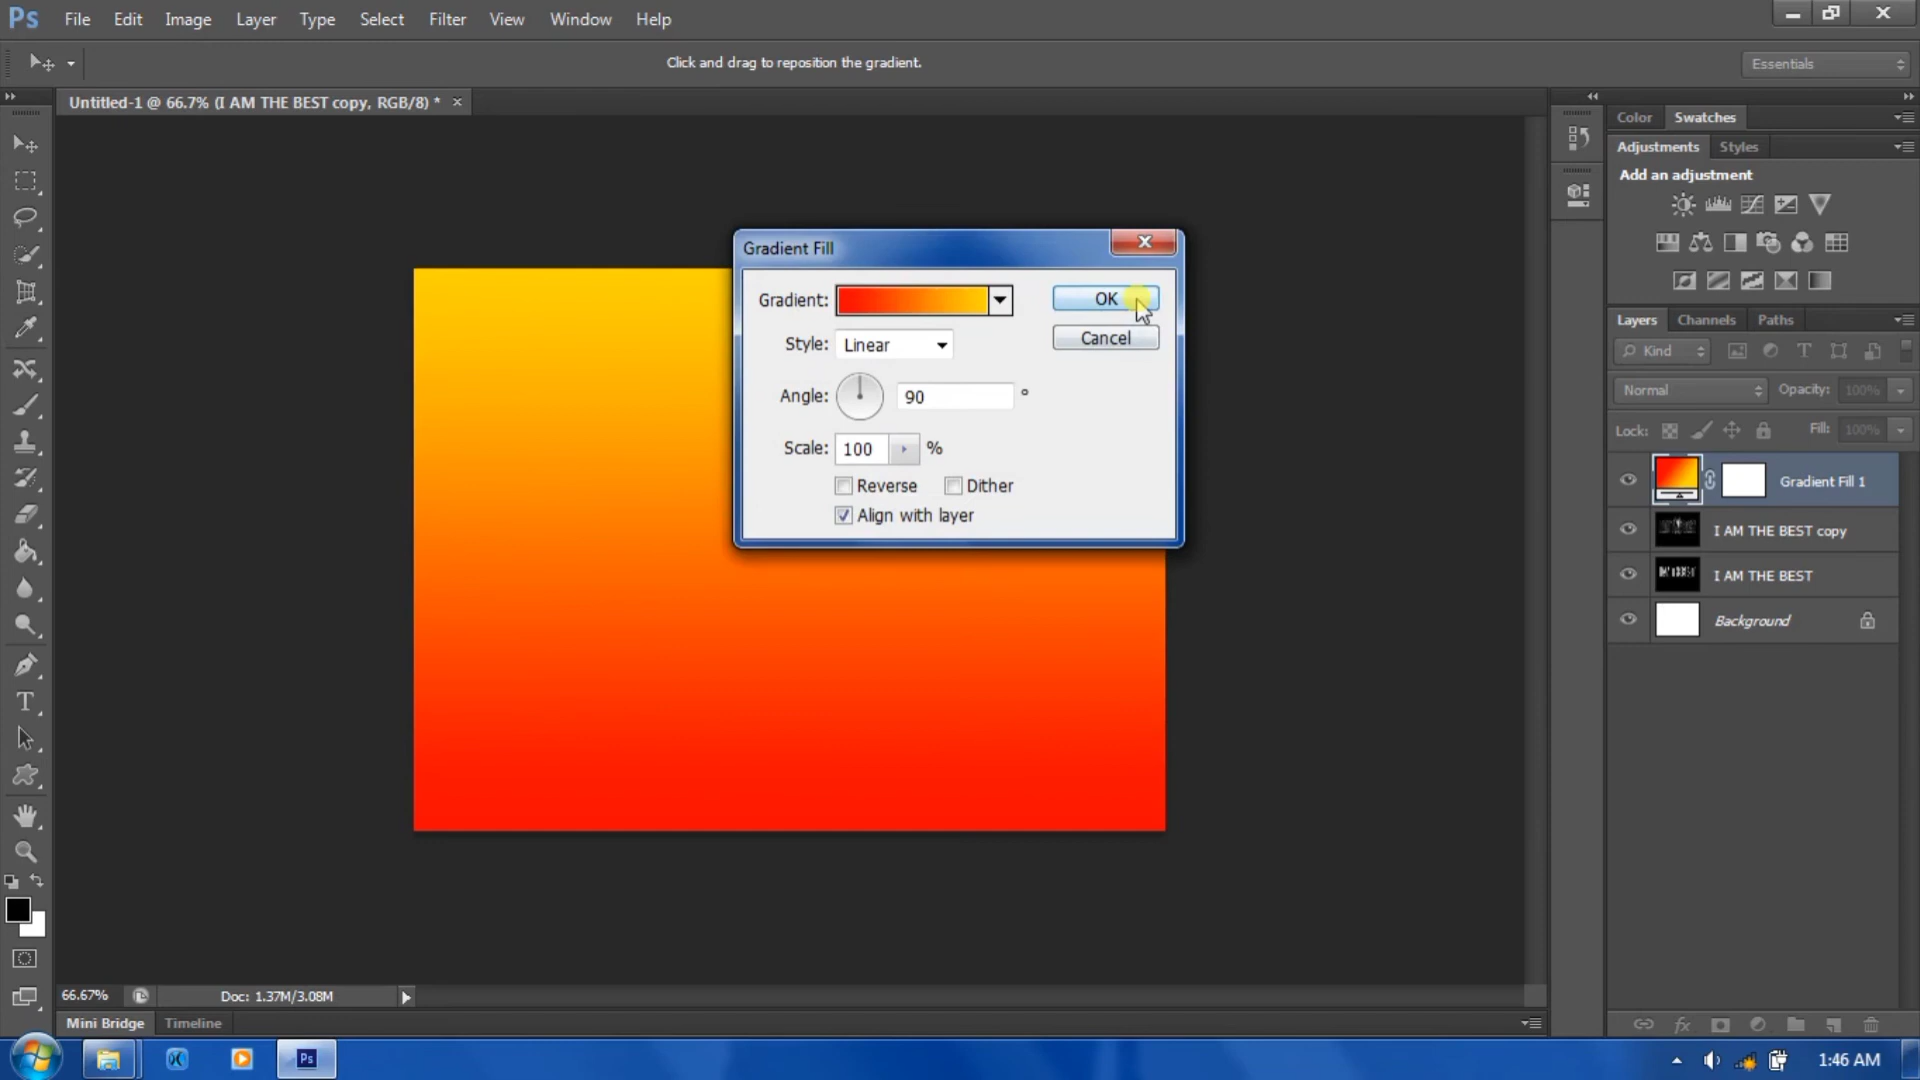 Ps File Edit Image Layer Type Select Filter View Window Help
Click and drag to reposition the gradient.
Essentials
Untitled-1 @ 66.7% (I AM THE BEST copy, RGB/8) *
Color Swatches
Adjustments Styles
Add an adjustment
Gradient Fill
Gradient:
OK
Style: Linear
Cancel
Angle: 90 °
Scale: 100 %
Reverse Dither
Align with layer
Layers Channels Paths
Kind
Normal Opacity: 100%
Lock: Fill: 100%
Gradient Fill 1
I AM THE BEST copy
I AM THE BEST
Background
66.67% Doc: 1.37M/3.08M
Mini Bridge Timeline
Ps
1:46 AM